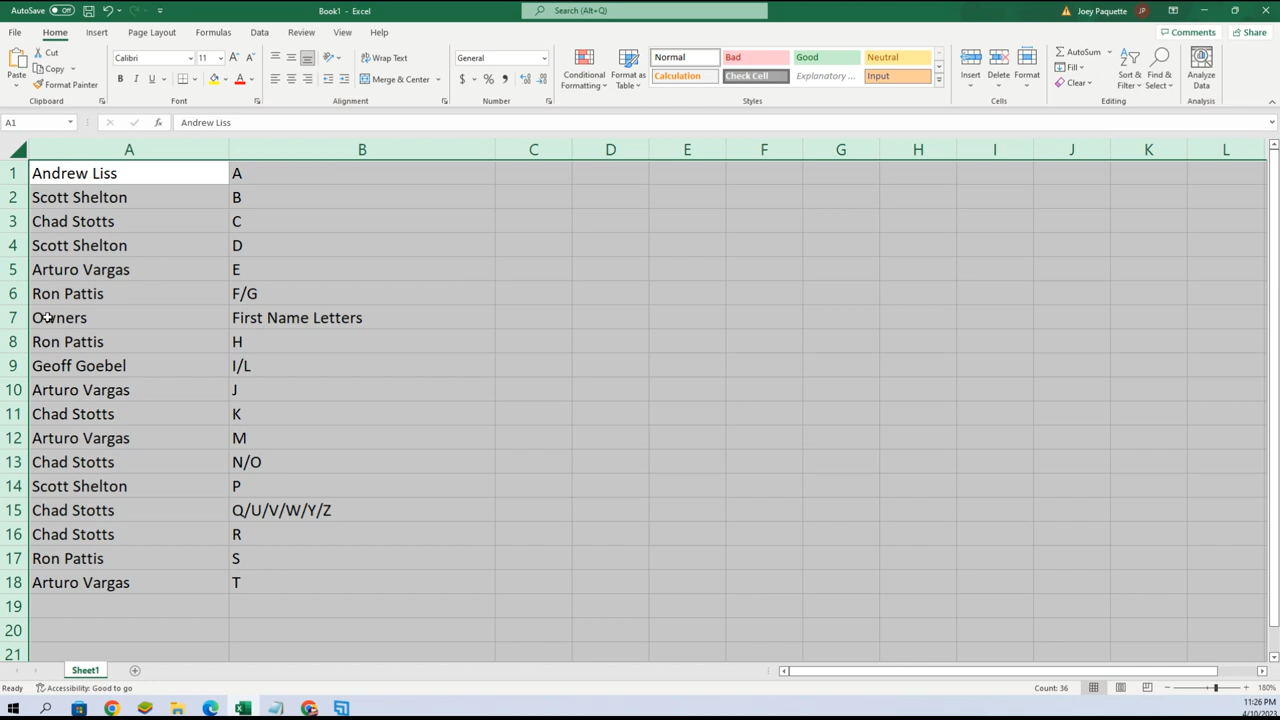 AutoSave Off Book1 - Excel Search (Alt+Q) Joey Paquette JP
File Home Insert Page Layout Formulas Data Review View Help Comments Share
Paste Cut Copy Format Painter Clipboard
Calibri 11 A A B I U A Font
Wrap Text Merge & Center Alignment
General $ % , Number
Conditional Formatting Format as Table
Normal Bad Good Neutral
Calculation Check Cell Explanatory ... Input
Styles
Insert Delete Format Cells
AutoSum Fill Clear Sort & Filter Find & Select Editing
Analyze Data Analysis
A1 fx Andrew Liss
A B C D E F G H I J K L
1 Andrew Liss A
2 Scott Shelton B
3 Chad Stotts C
4 Scott Shelton D
5 Arturo Vargas E
6 Ron Pattis F/G
7 Owners First Name Letters
8 Ron Pattis H
9 Geoff Goebel I/L
10 Arturo Vargas J
11 Chad Stotts K
12 Arturo Vargas M
13 Chad Stotts N/O
14 Scott Shelton P
15 Chad Stotts Q/U/V/W/Y/Z
16 Chad Stotts R
17 Ron Pattis S
18 Arturo Vargas T
19
20
21
Sheet1
Ready Accessibility: Good to go Count: 36 180%
11:26 PM
4/10/2023